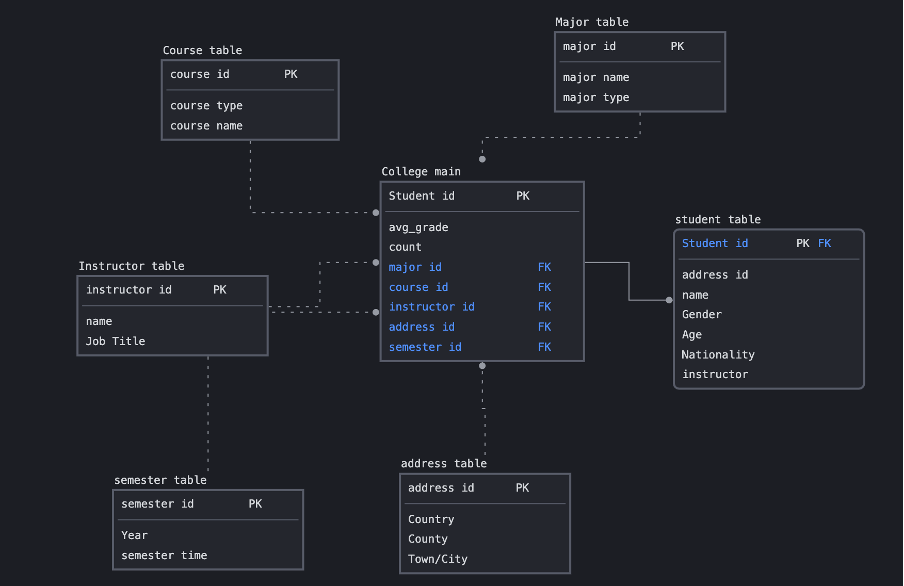 Major table
major id PK
major name
major type
Course table
course id PK
course type
course name
College main
Student id PK
avg_grade
count
major id FK
course id FK
instructor id FK
address id FK
semester id FK
student table
Student id PK FK
address id
name
Gender
Age
Nationality
instructor
Instructor table
instructor id PK
name
Job Title
semester table
semester id PK
Year
semester time
address table
address id PK
Country
County
Town/City